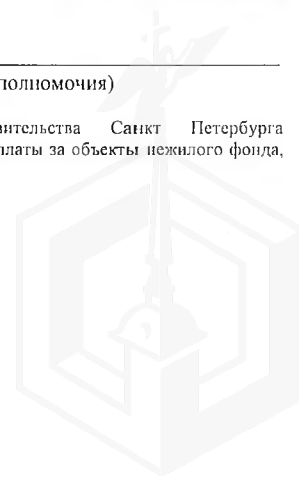 полномочия)
вительства Санкт Петербурга
платы за объекты нежилого фонда,